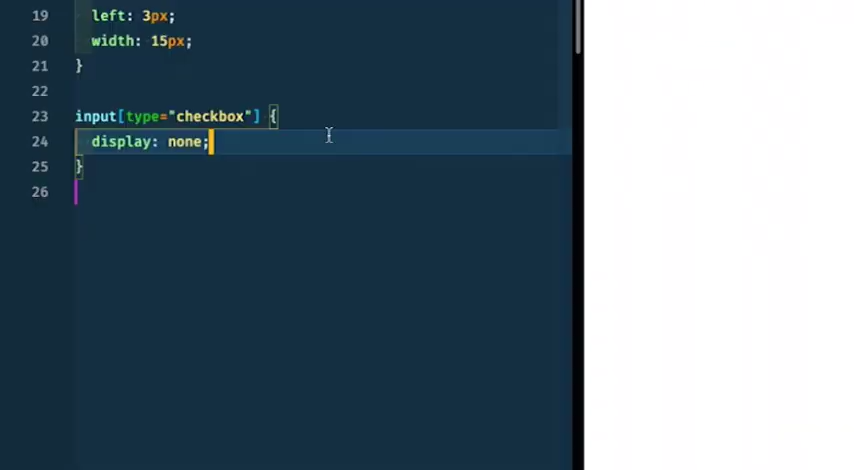 19 left: 3px;
20 width: 15px;
21 }
22
23 input[type="checkbox"] {
24 display: none;
25 }
26